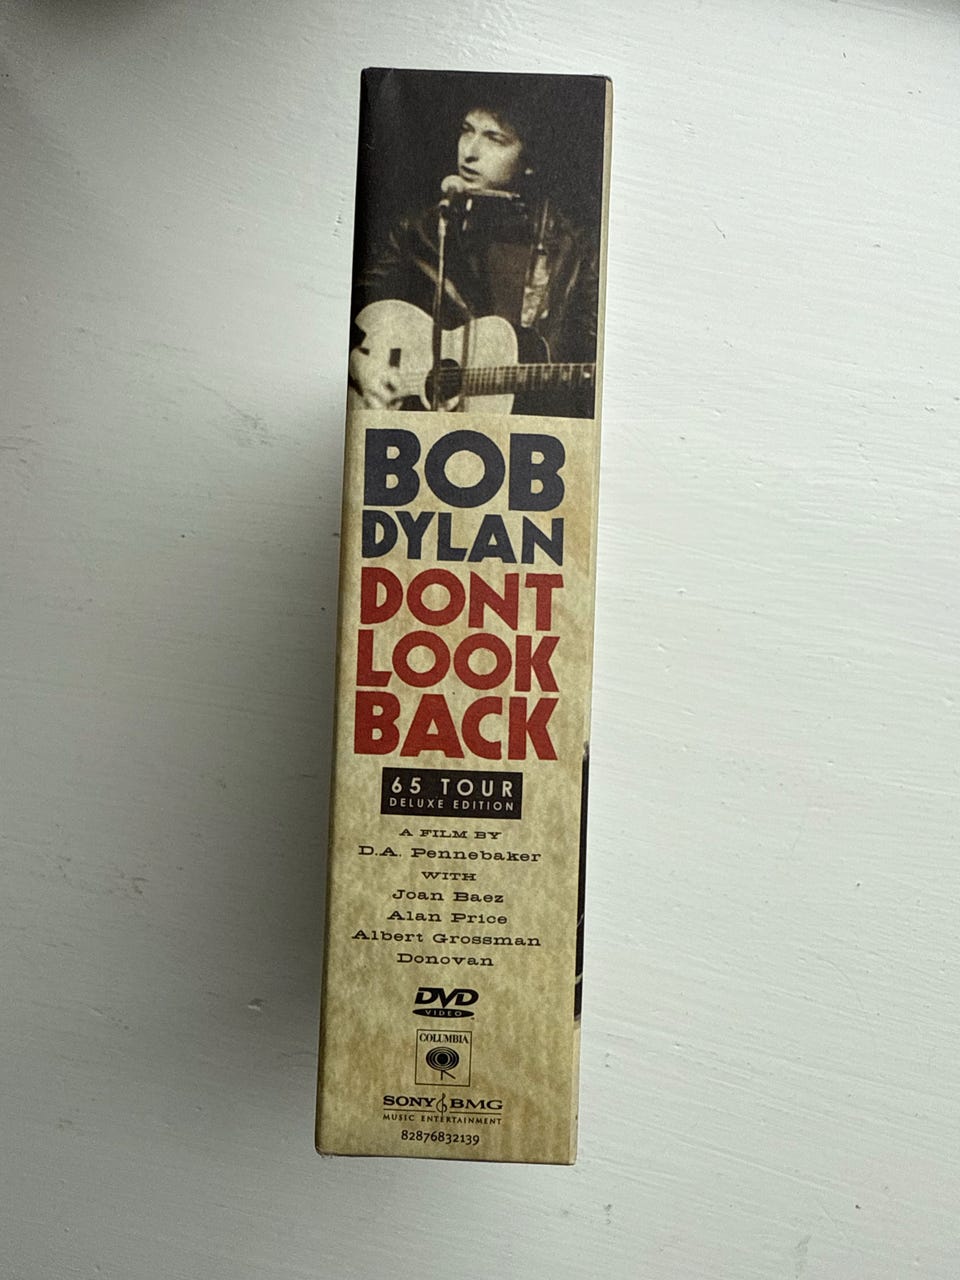 BOB
DYLAN
DONT
LOOK
BACK
65 TOUR
DELUXE EDITION
A FILM BY
D.A. Pennebaker
WITH
Joan Baez
Alan Price
Albert Grossman
Donovan
DVD
VIDEO
COLUMBIA
SONY BMG
MUSIC ENTERTAINMENT
82876832139